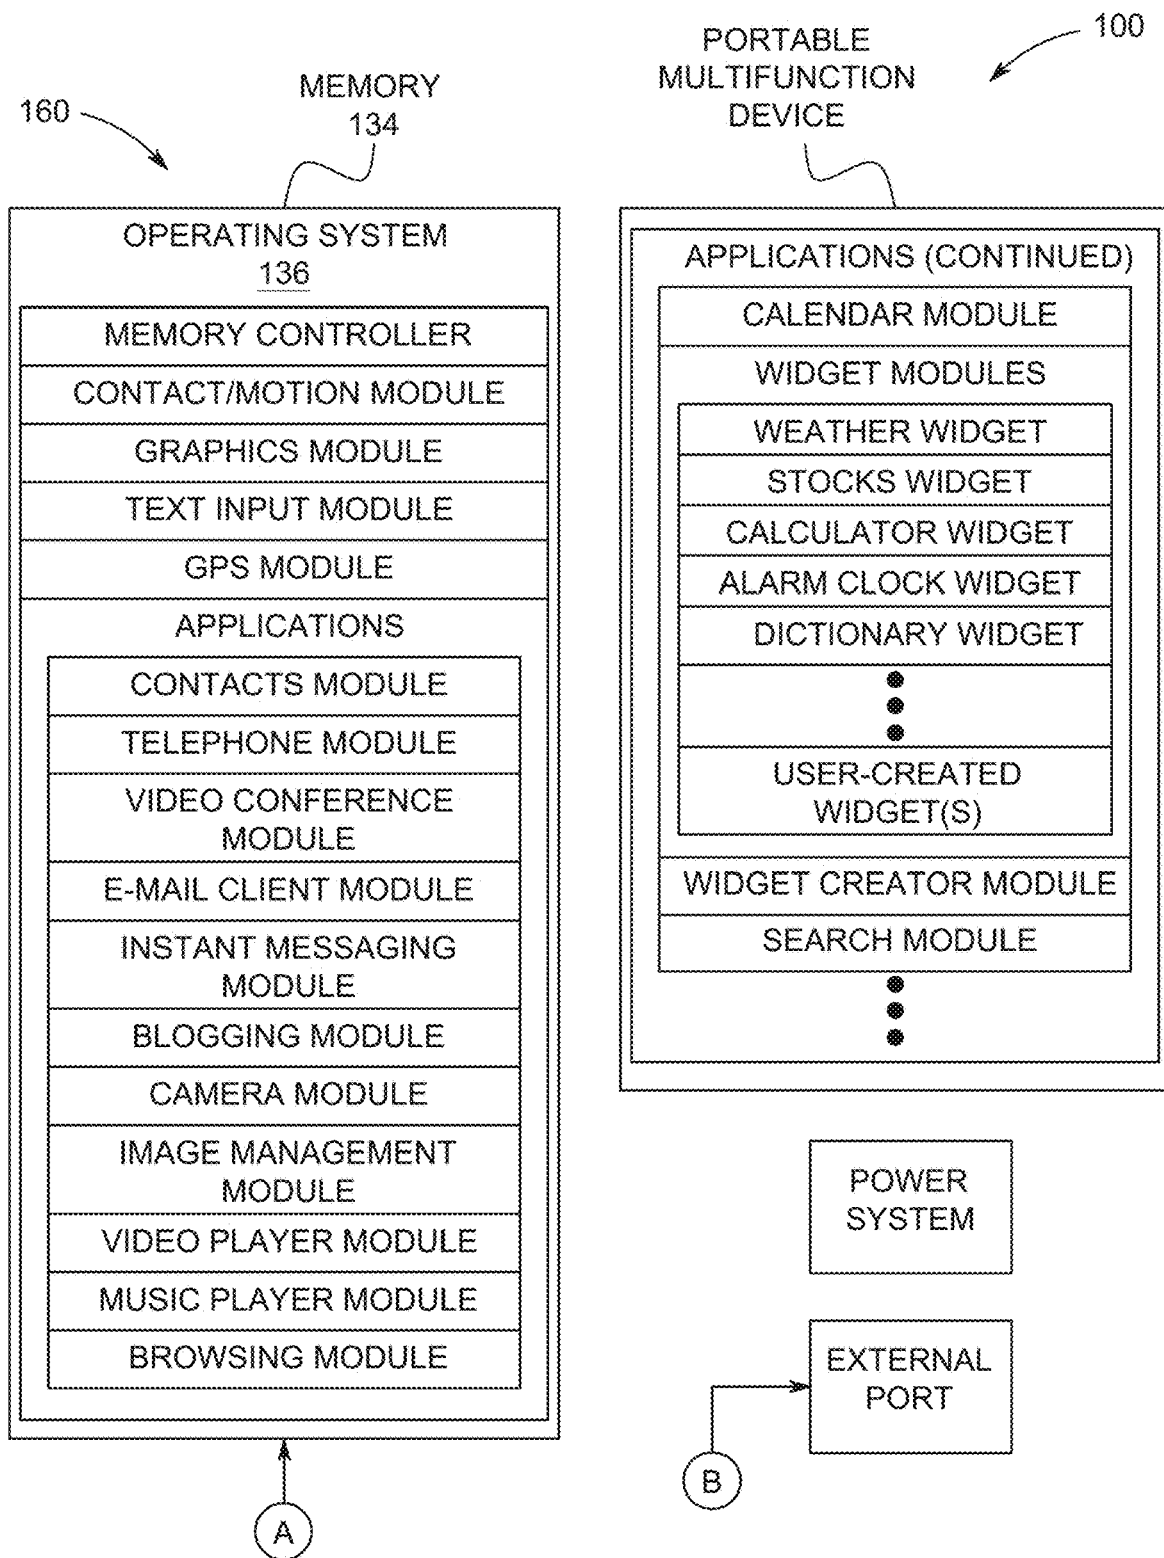 160
MEMORY
134
OPERATING SYSTEM
136
MEMORY CONTROLLER
CONTACT/MOTION MODULE
GRAPHICS MODULE
TEXT INPUT MODULE
GPS MODULE
APPLICATIONS
CONTACTS MODULE
TELEPHONE MODULE
VIDEO CONFERENCE
MODULE
E-MAIL CLIENT MODULE
INSTANT MESSAGING
MODULE
BLOGGING MODULE
CAMERA MODULE
IMAGE MANAGEMENT
MODULE
VIDEO PLAYER MODULE
MUSIC PLAYER MODULE
BROWSING MODULE
A
PORTABLE
MULTIFUNCTION
DEVICE
100
APPLICATIONS (CONTINUED)
CALENDAR MODULE
WIDGET MODULES
WEATHER WIDGET
STOCKS WIDGET
CALCULATOR WIDGET
ALARM CLOCK WIDGET
DICTIONARY WIDGET
USER-CREATED
WIDGET(S)
WIDGET CREATOR MODULE
SEARCH MODULE
POWER
SYSTEM
EXTERNAL
PORT
B